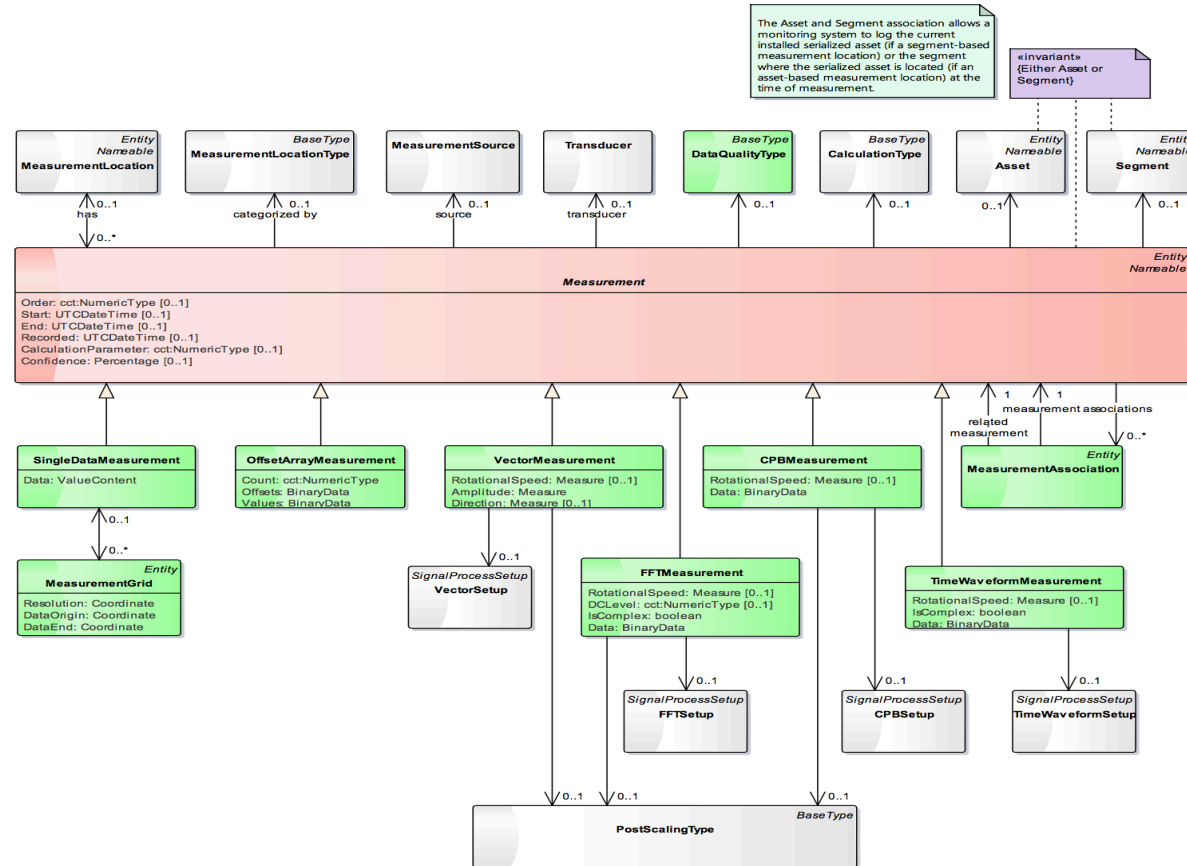 The Asset and Segment association allows a
monitoring system to log the current
installed serialized asset (if a segment-based
measurement location) or the segment
where the serialized asset is located (if an
asset-based measurement location) at the
time of measurement.
«invariant»
{Either Asset or
Segment}
Entity
Nameable
MeasurementLocation
BaseType
MeasurementLocationType
MeasurementSource
Transducer
BaseType
DataQualityType
BaseType
CalculationType
Entity
Nameable
Asset
Entity
Nameable
Segment
0..1
has
0..*
0..1
categorized by
0..1
source
0..1
transducer
0..1
0..1
0..1
0..1
Entity
Nameable
Measurement
Order: cct:NumericType [0..1]
Start: UTCDateTime [0..1]
End: UTCDateTime [0..1]
Recorded: UTCDateTime [0..1]
CalculationParameter: cct:NumericType [0..1]
Confidence: Percentage [0..1]
1
related
measurement
1
measurement associations
0..*
SingleDataMeasurement
Data: ValueContent
OffsetArrayMeasurement
Count: cct:NumericType
Offsets: BinaryData
Values: BinaryData
VectorMeasurement
RotationalSpeed: Measure [0..1]
Amplitude: Measure
Direction: Measure [0..1]
CPBMeasurement
RotationalSpeed: Measure [0..1]
Data: BinaryData
Entity
MeasurementAssociation
0..1
0..*
Entity
MeasurementGrid
Resolution: Coordinate
DataOrigin: Coordinate
DataEnd: Coordinate
0..1
SignalProcessSetup
VectorSetup
FFTMeasurement
RotationalSpeed: Measure [0..1]
DCLevel: cct:NumericType [0..1]
IsComplex: boolean
Data: BinaryData
TimeWaveformMeasurement
RotationalSpeed: Measure [0..1]
IsComplex: boolean
Data: BinaryData
0..1
0..1
0..1
SignalProcessSetup
FFTSetup
SignalProcessSetup
CPBSetup
SignalProcessSetup
TimeWaveformSetup
0..1
0..1
0..1
BaseType
PostScalingType